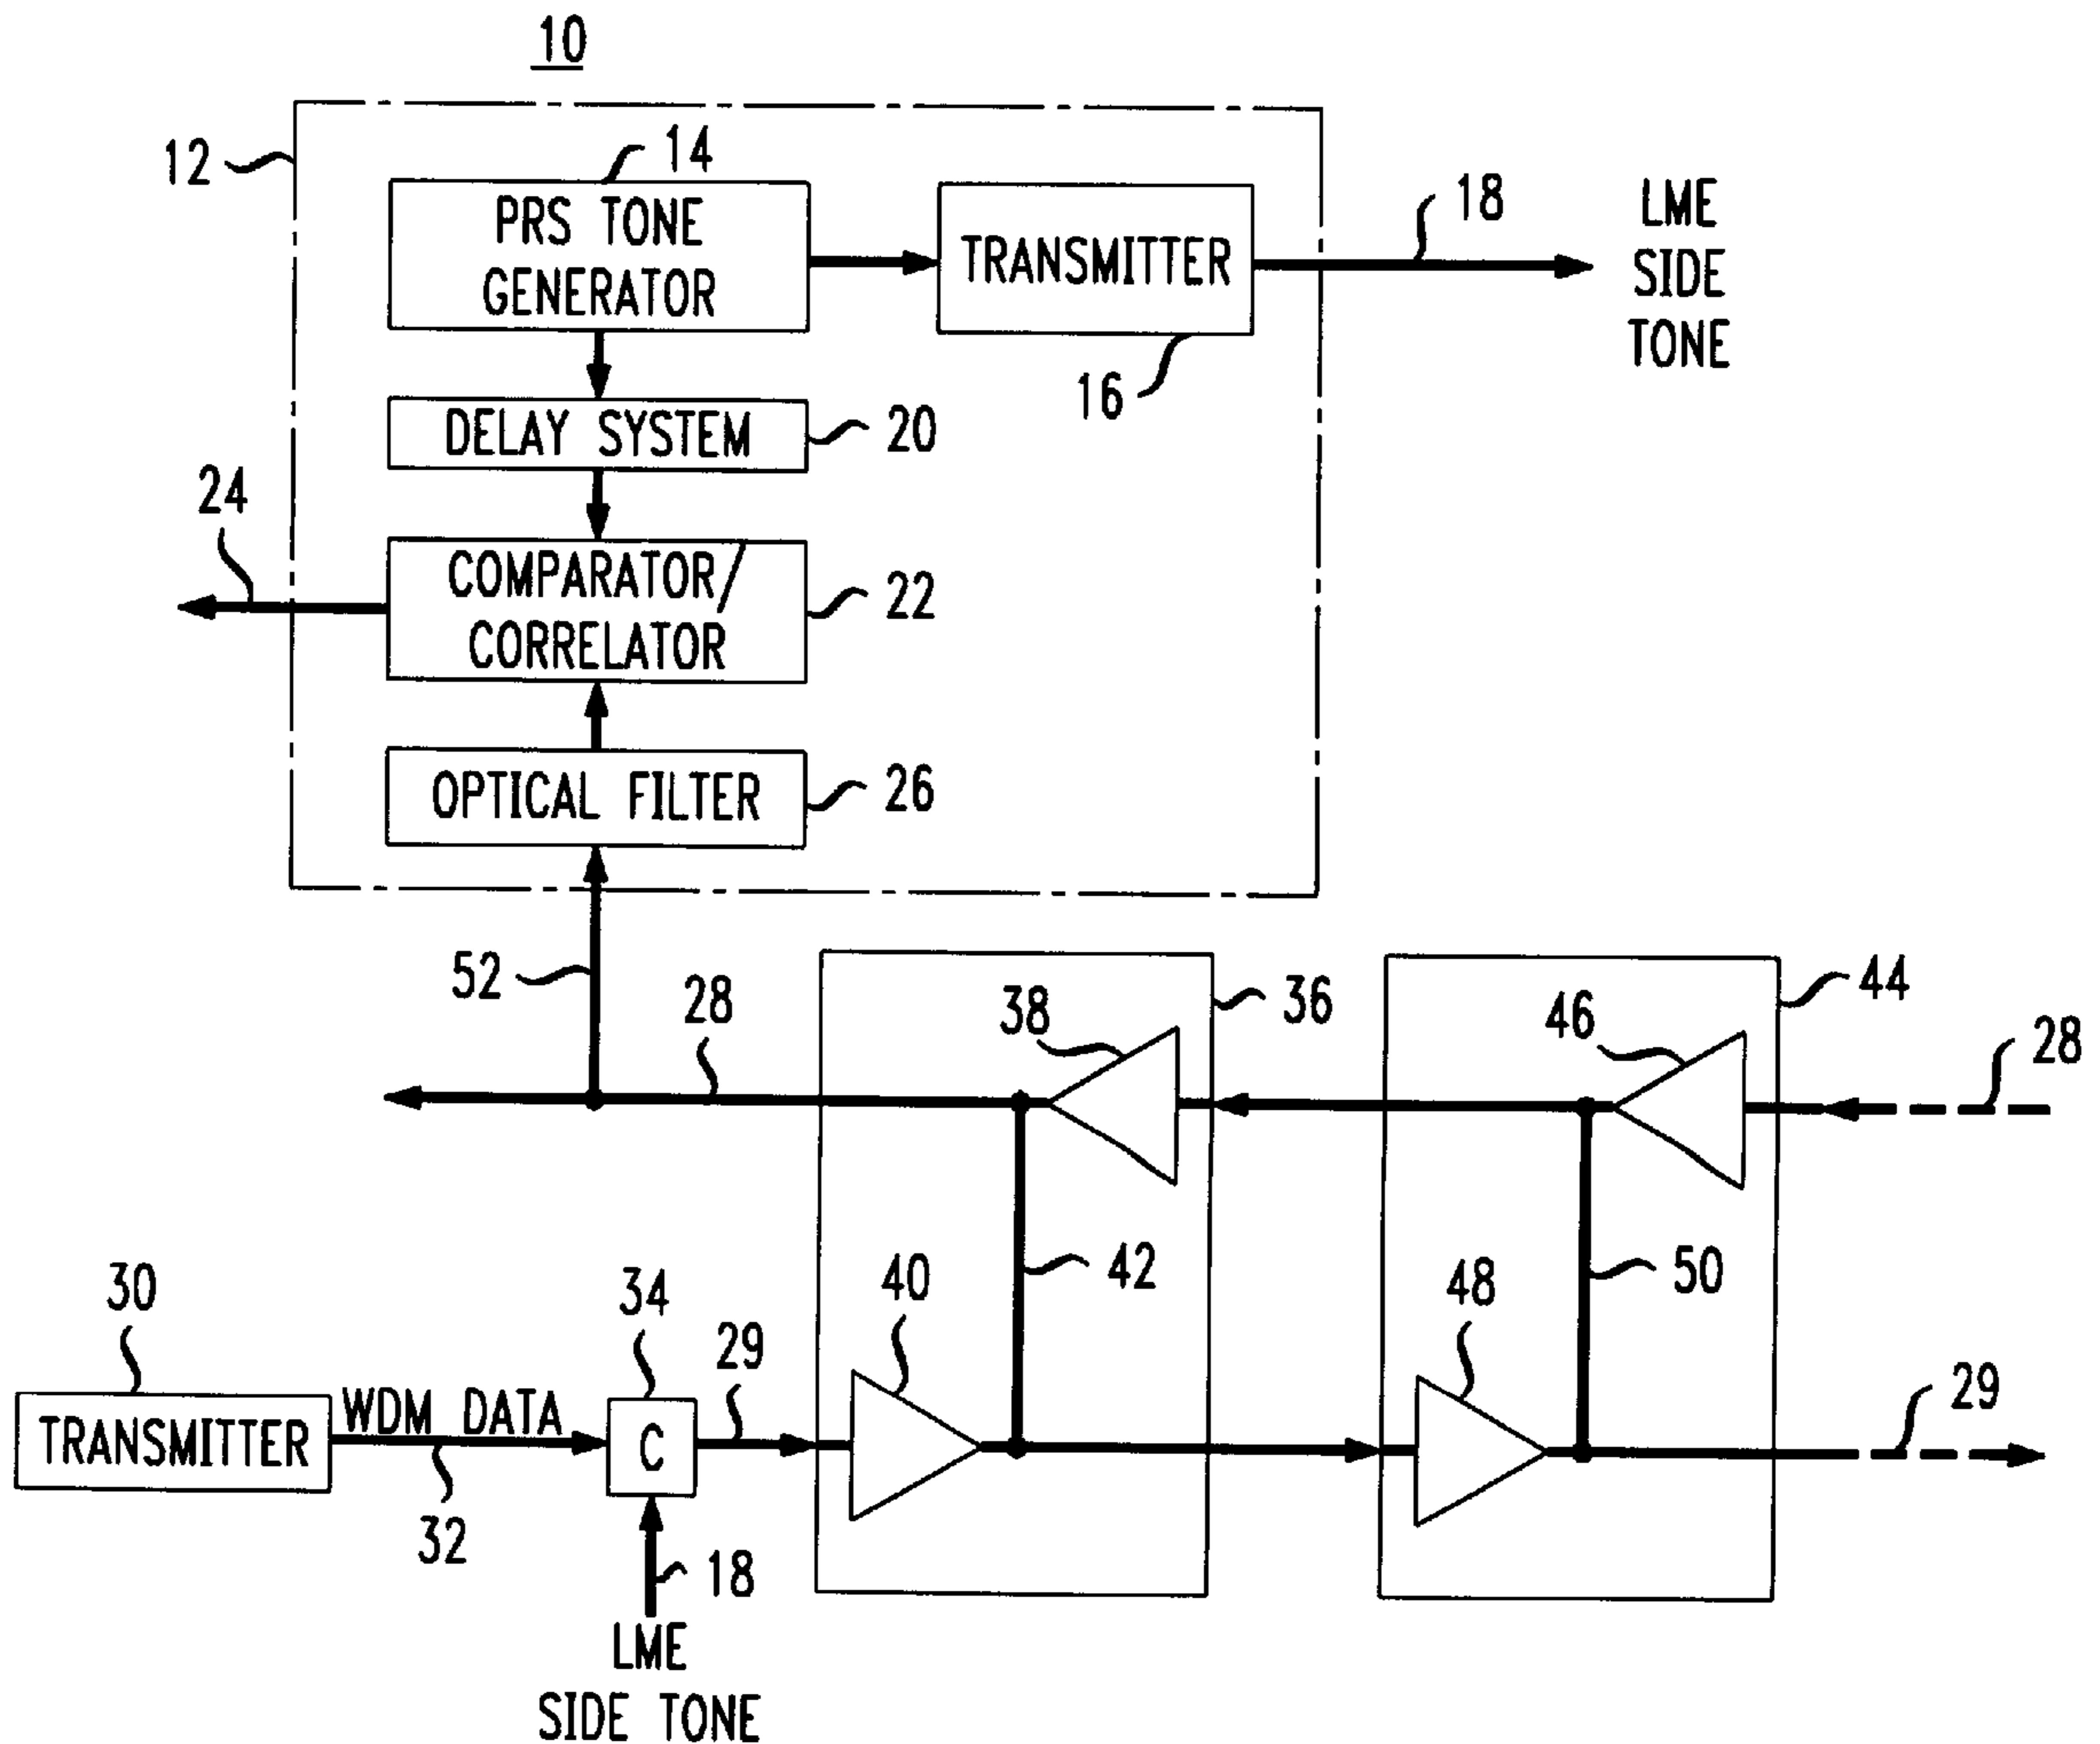 10
12
14
PRS TONE
GENERATOR
TRANSMITTER
16
18
LME
SIDE
TONE
DELAY SYSTEM
20
24
COMPARATOR/
CORRELATOR
22
OPTICAL FILTER
26
52
28
38
36
46
44
28
30
TRANSMITTER
WDM DATA
32
34
C
29
40
42
48
50
29
18
LME
SIDE TONE